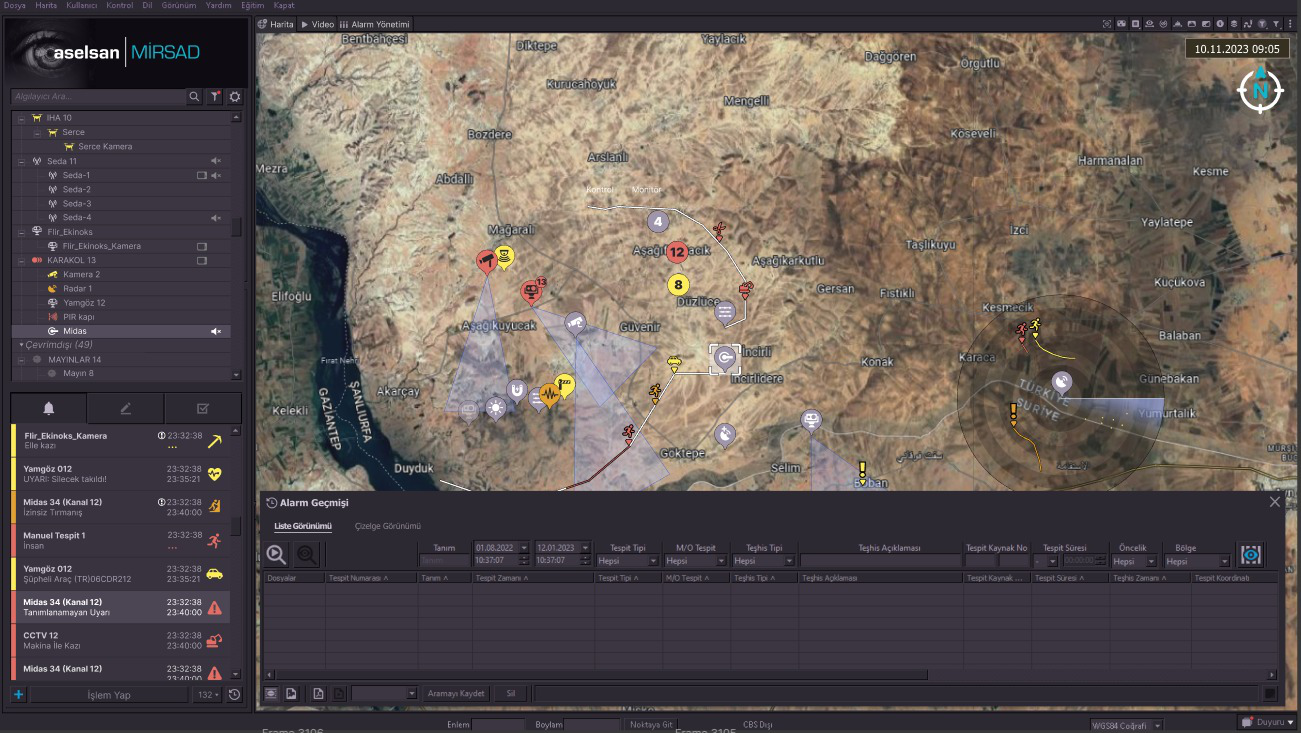 Dosya Harita Kullanıcı Kontrol Dil Görünüm Yardım Eğitim Kapat
aselsan MİRSAD
Algılayıcı Ara...
İHA 10
Serce
Serce Kamera
Seda 11
Seda-1
Seda-2
Seda-3
Seda-4
Flir_Ekinoks
Flir_Ekinoks_Kamera
KARAKOL 13
Kamera 2
Radar 1
Yamgöz 12
PIR kapı
Midas
Çevrimdışı (49)
MAYINLAR 14
Mayın 8
Flir_Ekinoks_Kamera 23:32:38
Elle kazı ...
Yamgöz 012 23:32:38
UYARI: Silecek takıldı! 23:35:21
Midas 34 (Kanal 12) 23:32:38
İzinsiz Tırmanış 23:40:00
Manuel Tespit 1 23:32:38
İnsan ...
Yamgöz 012 23:32:38
Şüpheli Araç (TR)06CDR212 23:35:21
Midas 34 (Kanal 12) 23:32:38
Tanımlanamayan Uyarı 23:40:00
CCTV 12 23:32:38
Makina İle Kazı 23:40:00
Midas 34 (Kanal 12) 23:32:38
23:40:00
İşlem Yap 132
Harita Video Alarm Yönetimi
10.11.2023 09:05
N
Bentbahçesi
Diktepe
Yaylacık
Dağgören
Orgutlu
Kurucahöyük
Mengelli
Bozdere
Köseveli
Arslanlı
Harmanalan
Mezra
Kesme
Abdallı
Kontrol Monitör
4
Mağaralı
Yaylatepe
İzci
Taşlıkuyu
12
Aşağıkarkutlu
Küçükova
13
8
Elifoğlu
Düzlüce
Gersan
Fıstıklı
Kesmecik
Aşağıkuyucak
Güvenir
Balaban
İncirli
Karaca
Fırat Nehri
Konak
İncirlidere
Günebakan
Akarçay
TÜRKİYE
SURİYE
Kelekli
GAZİANTEP
ŞANLIURFA
Yumurtalık
Göktepe
Duyduk
Selim
Boban
Alarm Geçmişi
Liste Görünümü Çizelge Görünümü
Tanım 01.08.2022 12.01.2023 Tespit Tipi M/O Tespit Teşhis Tipi Teşhis Açıklaması Tespit Kaynak No Tespit Süresi Öncelik Bölge
10:37:07 10:37:07 Hepsi Hepsi Hepsi - 00:00:00 Hepsi Hepsi
Dosyalar Tespit Numarası Tanım Tespit Zamanı Tespit Tipi M/O Tespit Teşhis Tipi Teşhis Açıklaması Tespit Kaynak ... Tespit Süresi Teşhis Zamanı Tespit Koordinatı
Aramayı Kaydet Sil
Enlem Boylam Noktaya Git CBS Dışı WGS84 Coğrafi Duyuru